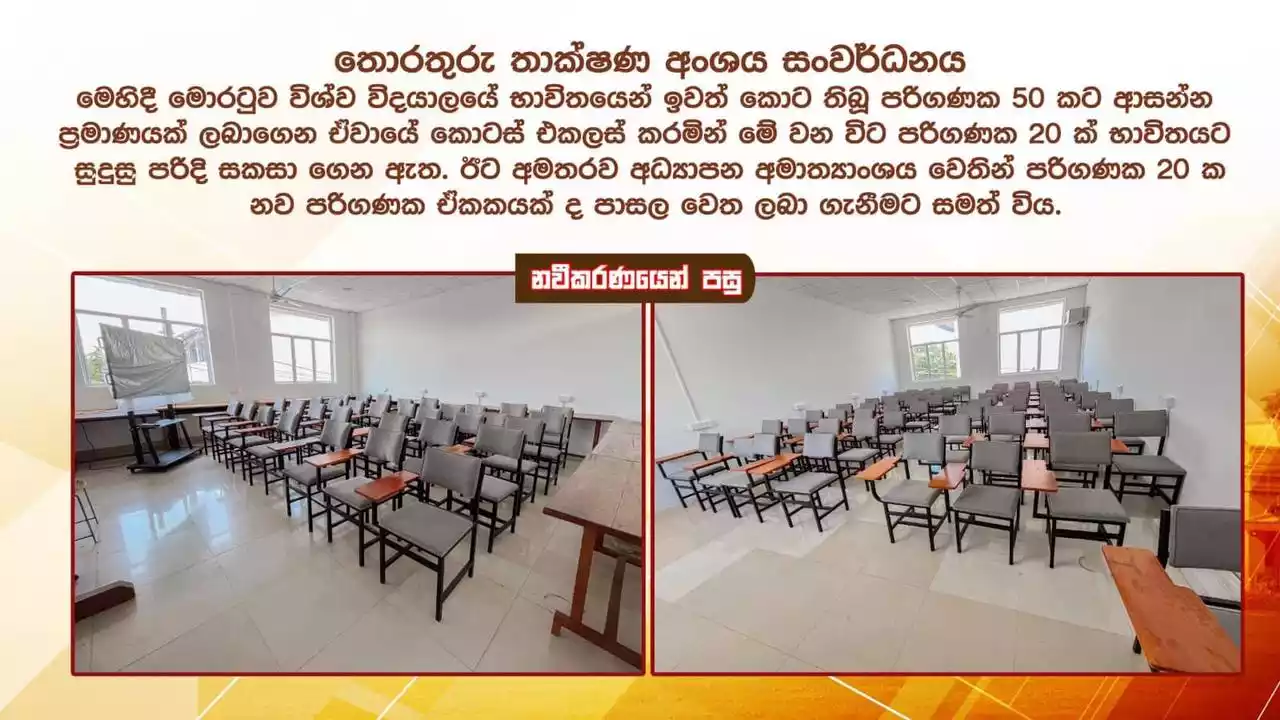 තොරතුරු තාක්ෂණ අංශය සංවර්ධනය
මෙහිදී මොරටුව විශ්ව විදයාලයේ භාවිතයෙන් ඉවත් කොට තිබූ පරිගණක 50 කට ආසන්න
ප්‍රමාණයක් ලබාගෙන ඒවායේ කොටස් එකලස් කරමින් මේ වන විට පරිගණක 20 ක් භාවිතයට
සුදුසු පරිදි සකසා ගෙන ඇත. ඊට අමතරව අධ්‍යාපන අමාත්‍යාංශය වෙතින් පරිගණක 20 ක
නව පරිගණක ඒකකයක් ද පාසල වෙත ලබා ගැනීමට සමත් විය.
නවීකරණයෙන් පසු